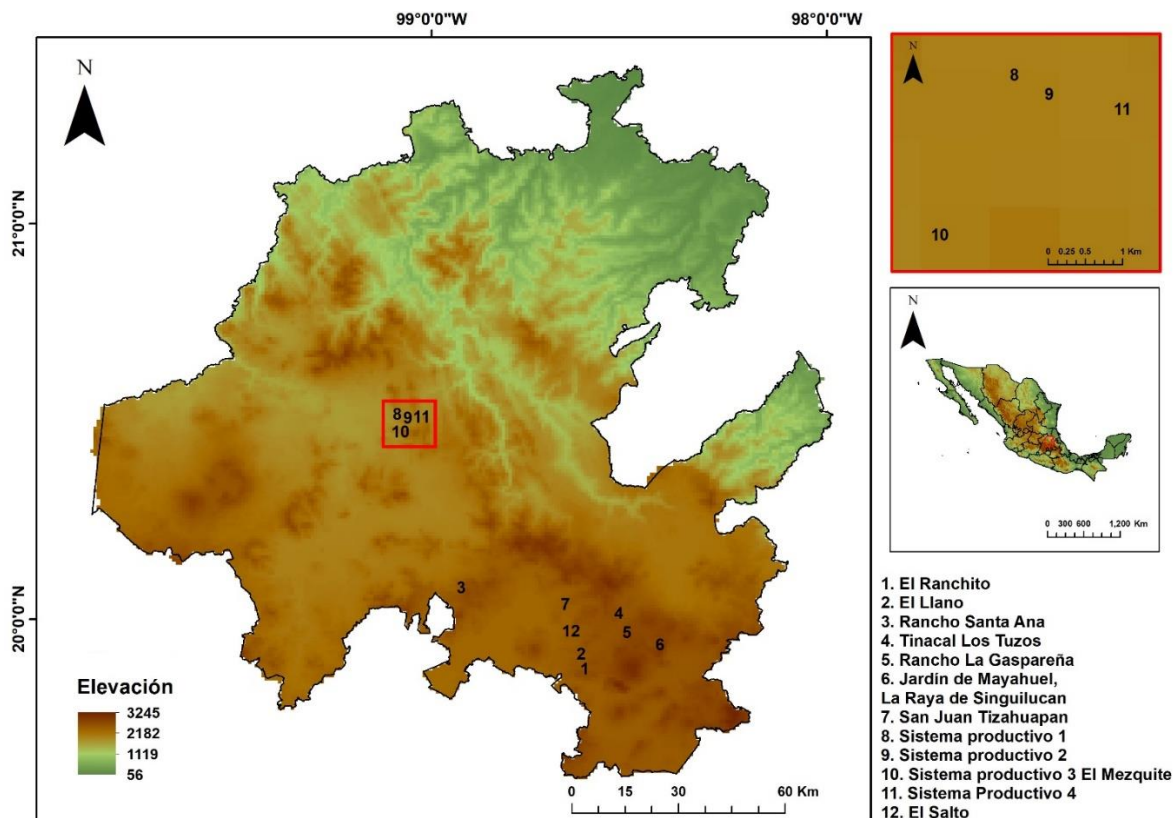 99°0'0"W
98°0'0"W
N
21°0'0"N
20°0'0"N
8 9 11
10
3
7
4
12
5
6
2
1
Elevación
3245
2182
1119
56
0 15 30 60 Km
N
8
9
11
10
0 0.25 0.5 1 Km
N
0 300 600 1,200 Km
1. El Ranchito
2. El Llano
3. Rancho Santa Ana
4. Tinacal Los Tuzos
5. Rancho La Gaspareña
6. Jardín de Mayahuel,
La Raya de Singuilucan
7. San Juan Tizahuapan
8. Sistema productivo 1
9. Sistema productivo 2
10. Sistema productivo 3 El Mezquite
11. Sistema Productivo 4
12. El Salto